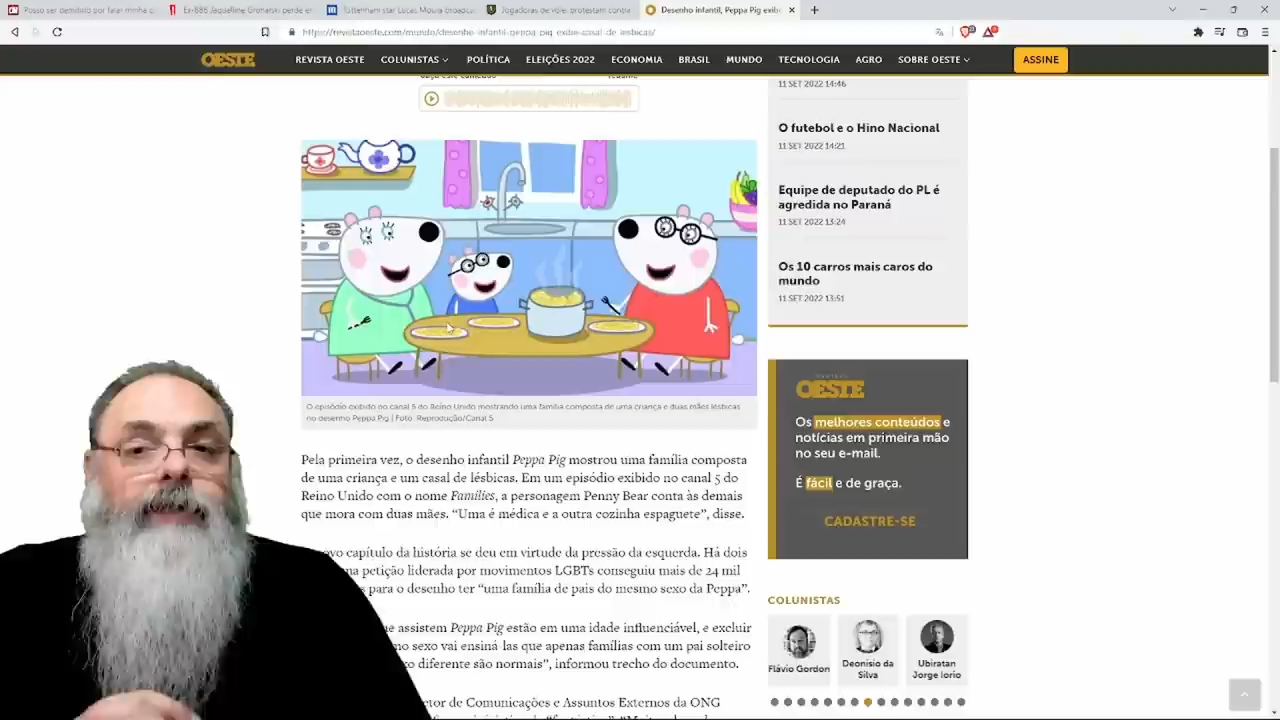 Posso ser demitido por falar minha o
Ex-BBB Jaquelline Grohalski perde e
Tottenham star Lucas Moura broadca
Jogadoras de vôlei protestam contra
Desenho infantil, Peppa Pig exib
https://revistaoeste.com/mundo/desenho-infantil-peppa-pig-exibe-casal-de-lesbicas/
OESTE
REVISTA OESTE
COLUNISTAS
POLÍTICA
ELEIÇÕES 2022
ECONOMIA
BRASIL
MUNDO
TECNOLOGIA
AGRO
SOBRE OESTE
ASSINE
11 SET 2022 14:46
O futebol e o Hino Nacional
11 SET 2022 14:21
Equipe de deputado do PL é
agredida no Paraná
11 SET 2022 13:24
Os 10 carros mais caros do
mundo
11 SET 2022 13:51
O episódio exibido no canal 5 do Reino Unido mostrando uma família composta de uma criança e duas mães lésbicas
no desenho Peppa Pig | Foto: Reprodução/Canal 5
Pela primeira vez, o desenho infantil Peppa Pig mostrou uma família composta
de uma criança e um casal de lésbicas. Em um episódio exibido no canal 5 do
Reino Unido com o nome Families, a personagem Penny Bear conta às demais
que mora com duas mães. “Uma é médica e a outra cozinha espaguete”, disse.
ovo capítulo da história se deu em virtude da pressão da esquerda. Há dois
ma petição liderada por movimentos LGBTs conseguiu mais de 24 mil
para o desenho ter “uma família de pais do mesmo sexo da Peppa”.
ue assistem Peppa Pig estão em uma idade influenciável, e excluir
mo sexo vai ensiná-las que apenas famílias com um pai solteiro
xo diferente são normais”, informou trecho do documento.
etor de Comunicações e Assuntos Externos da ONG
OESTE
Os melhores conteúdos e
notícias em primeira mão
no seu e-mail.
É fácil e de graça.
CADASTRE-SE
COLUNISTAS
Flávio Gordon
Deonísio da
Silva
Ubiratan
Jorge Iorio